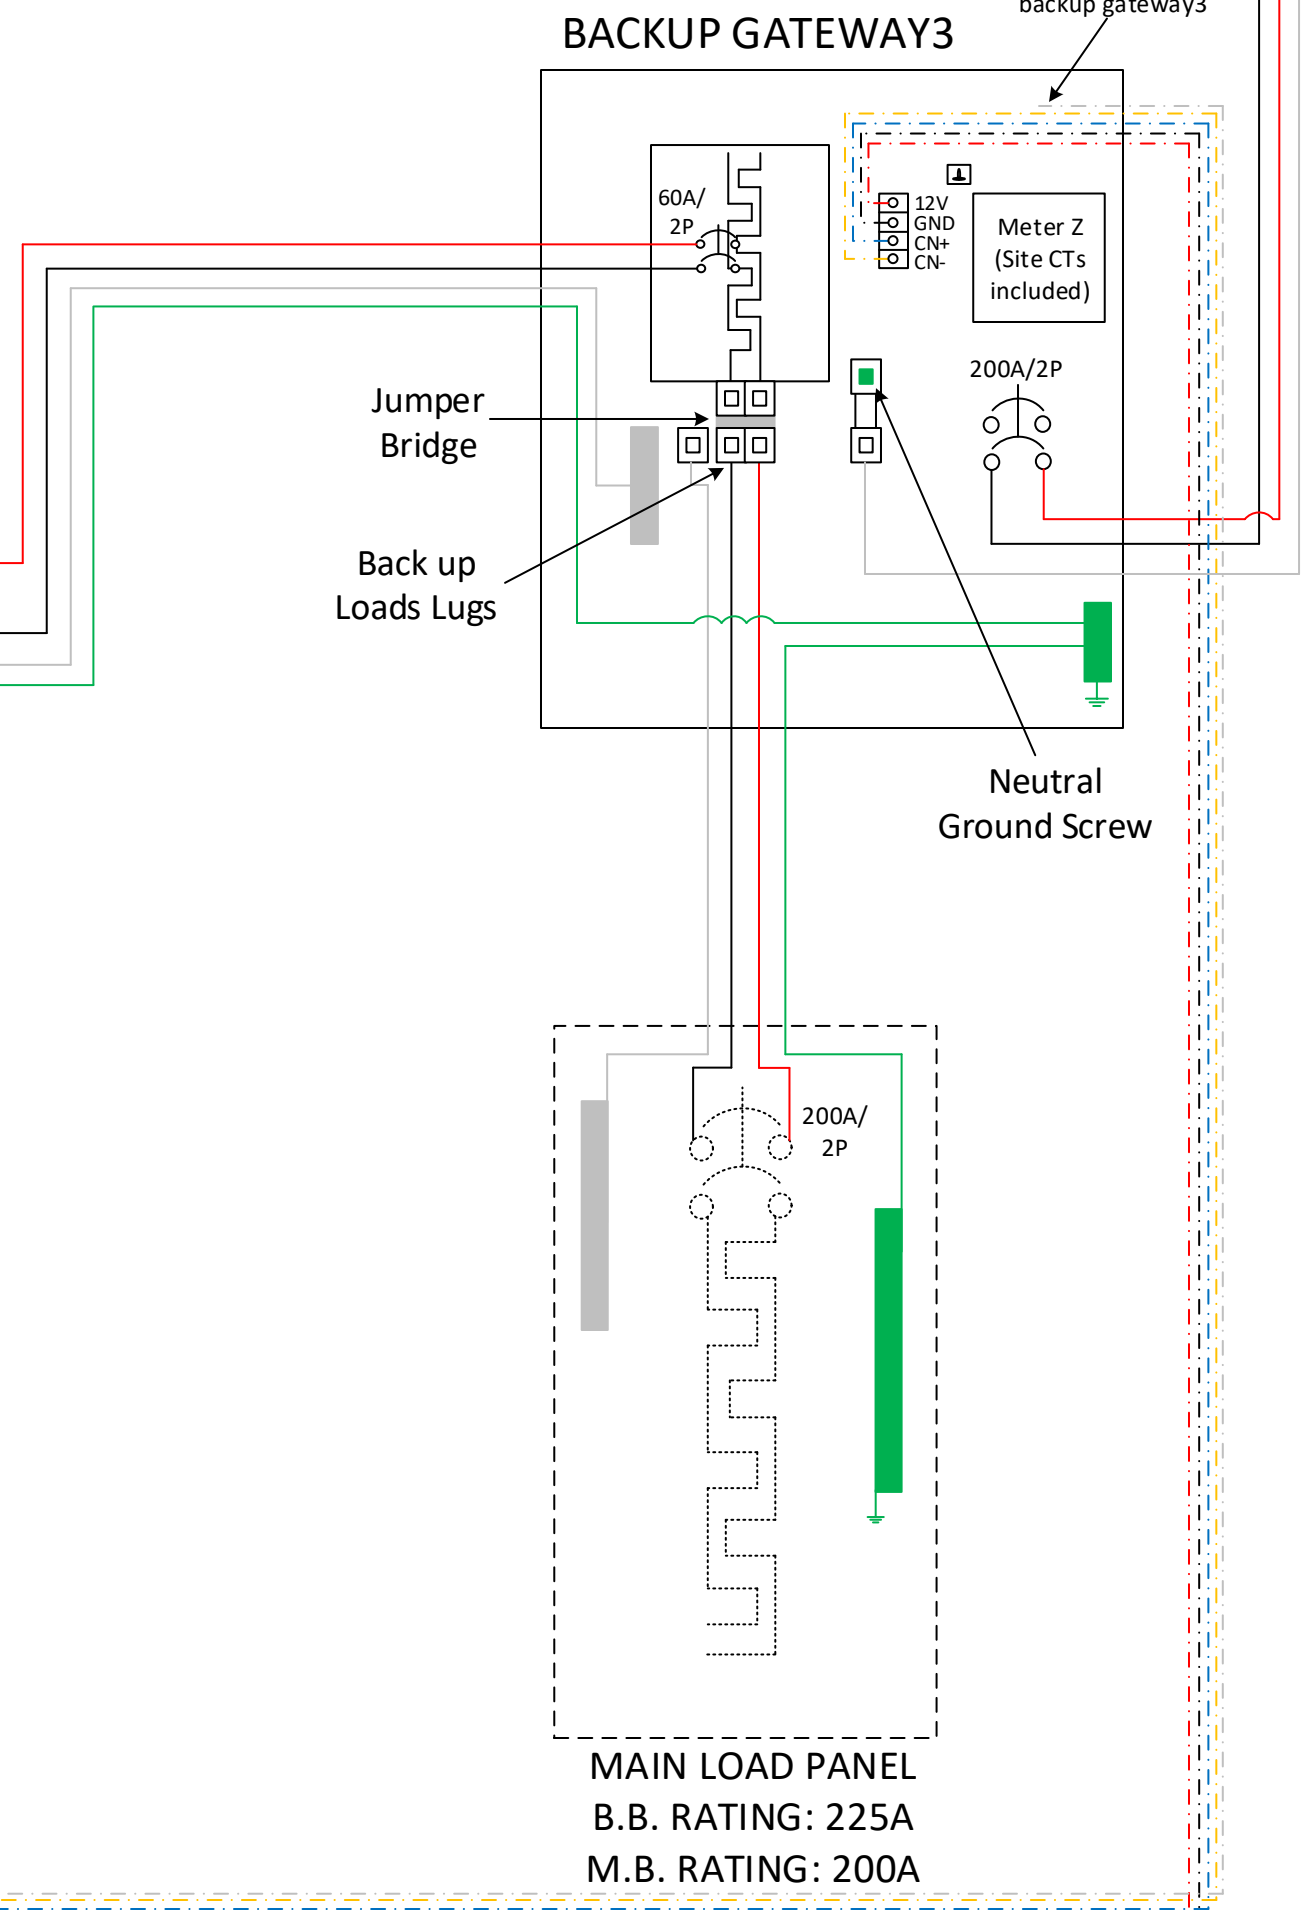 backup gateway3
BACKUP GATEWAY3
60A/
2P
12V
GND
CN+
CN-
Meter Z
(Site CTs
included)
200A/2P
Jumper
Bridge
Back up
Loads Lugs
Neutral
Ground Screw
200A/
2P
MAIN LOAD PANEL
B.B. RATING: 225A
M.B. RATING: 200A